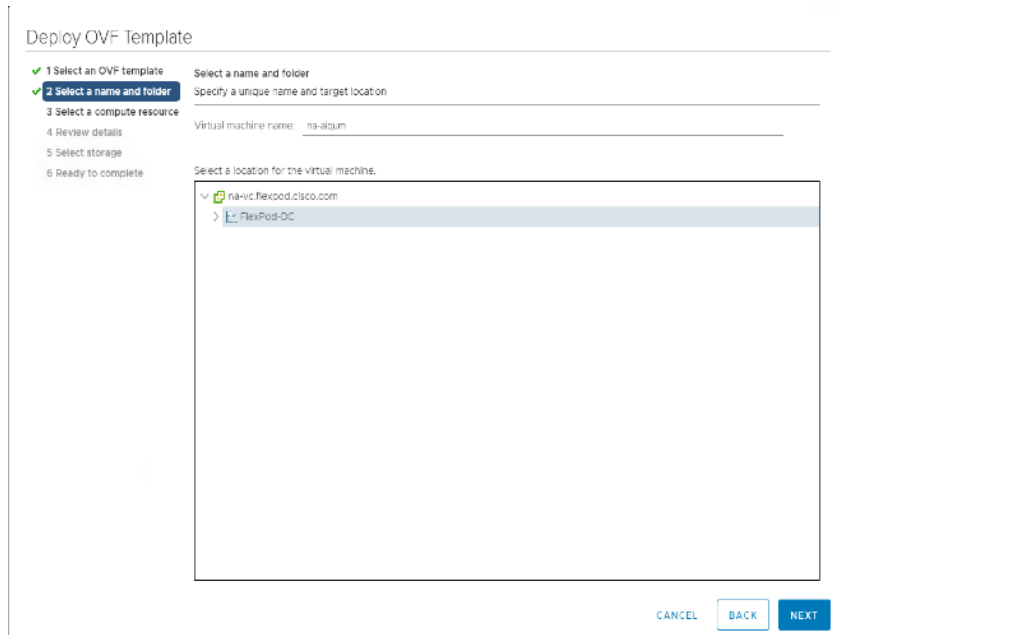 Deploy OVF Template
1 Select an OVF template
2 Select a name and folder
3 Select a compute resource
4 Review details
5 Select storage
6 Ready to complete
Select a name and folder
Specify a unique name and target location
Virtual machine name: na-aiqum
Select a location for the virtual machine.
na-vc.flexpod.cisco.com
FlexPod-DC
CANCEL BACK NEXT